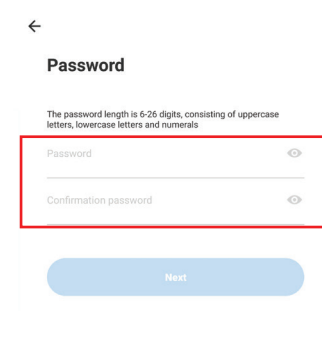 Password
The password length is 6-26 digits, consisting of uppercase
letters, lowercase letters and numerals
Password
Confirmation password
Next